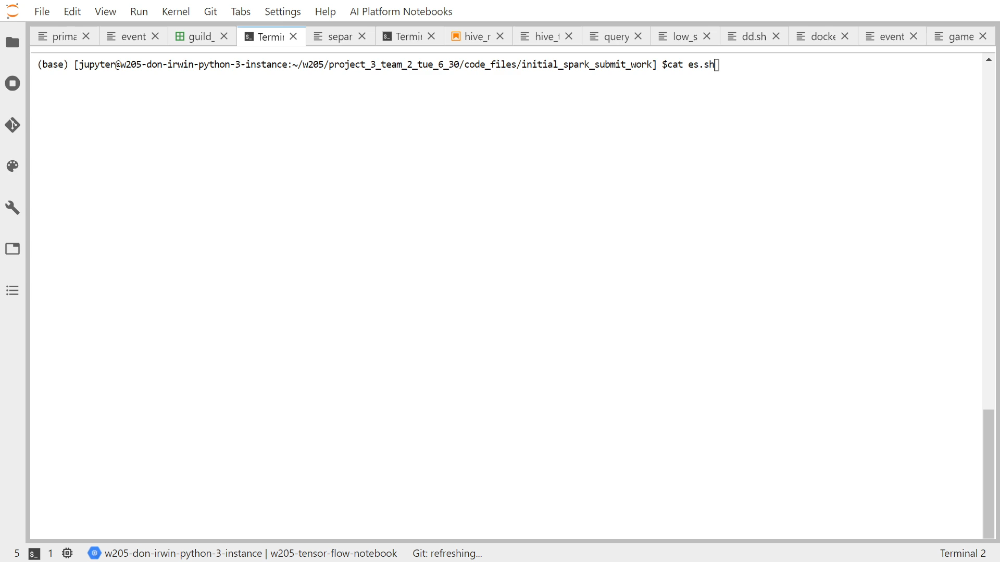 File Edit View Run Kernel Git Tabs Settings Help AI Platform Notebooks
prima event guild_ Termin separ Termin hive_r hive_t query low_s dd.sh docke event game
(base) [jupyter@w205-don-irwin-python-3-instance:~/w205/project_3_team_2_tue_6_30/code_files/initial_spark_submit_work] $cat es.sh
5 $_ 1 w205-don-irwin-python-3-instance | w205-tensor-flow-notebook Git: refreshing... Terminal 2